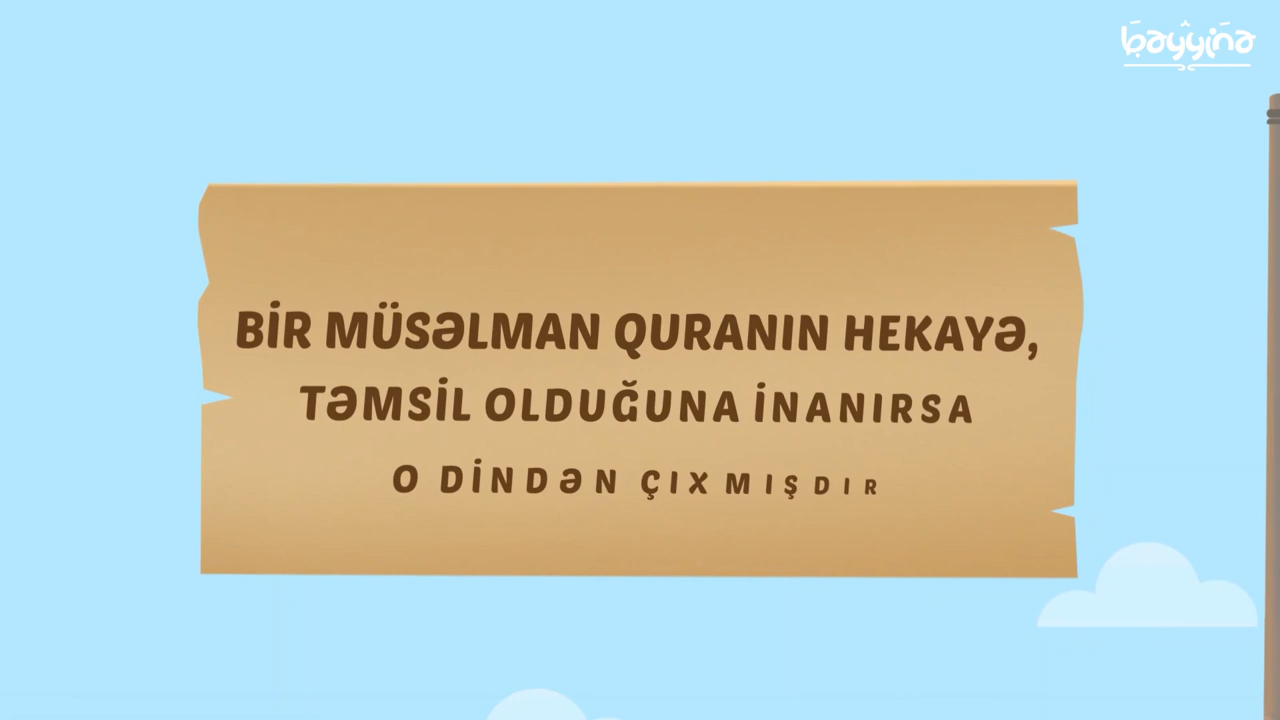 bəyyinə
BİR MÜSƏLMAN QURANIN HEKAYƏ,
TƏMSİL OLDUĞUNA İNANIRSA
O DİNDƏN ÇIXMIŞDIR